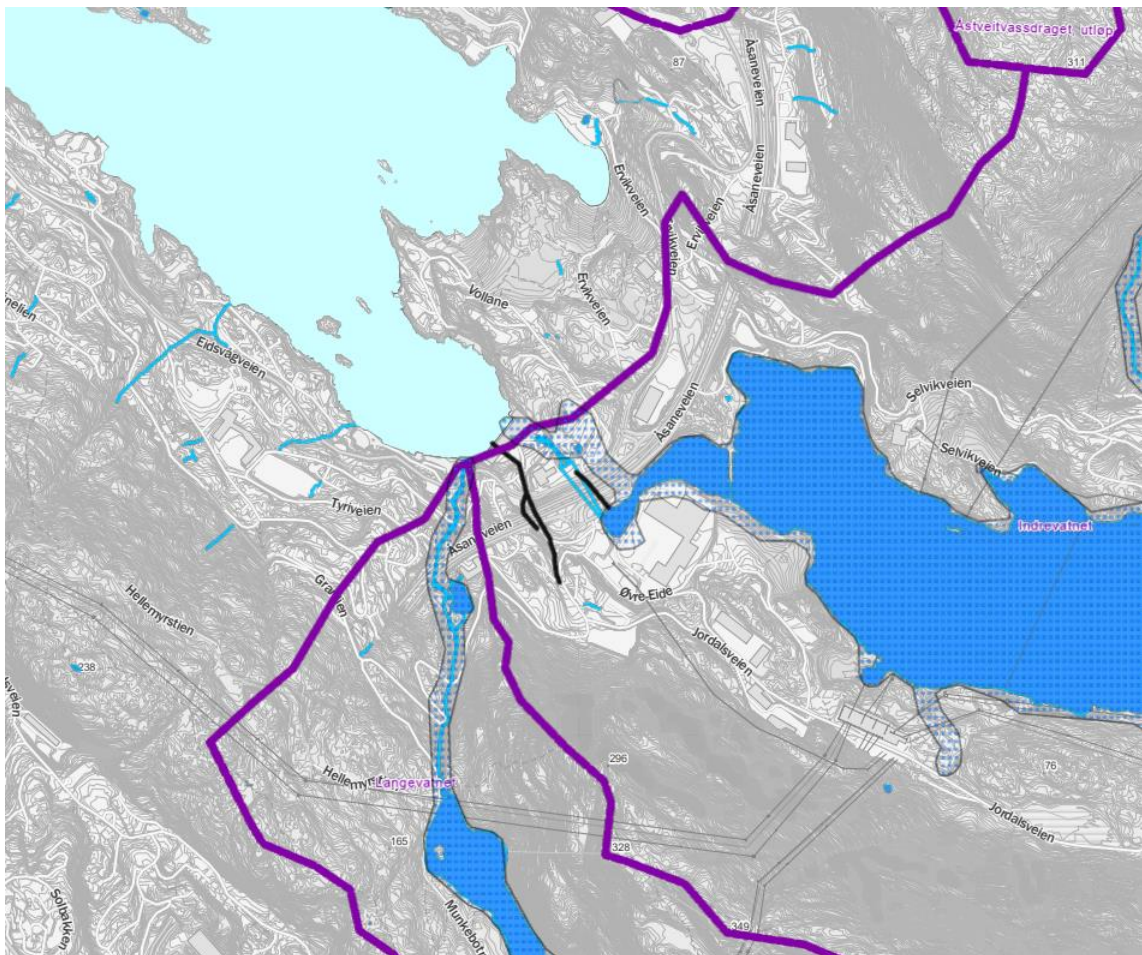 Åstveitvassdraget utløp
311
87
Åsaneveien
Åsaneveien
Ervikveien
Ervikveien
Vollane
Ervikveien
Eidsvågveien
Selvikveien
Åsaneveien
Selvikveien
Indrevatnet
Tyriveien
Åsaneveien
Øvre-Eide
Hellemyrstien
Jordalsveien
238
296
76
Langevatnet
Jordalsveien
165
328
Solbakken
349